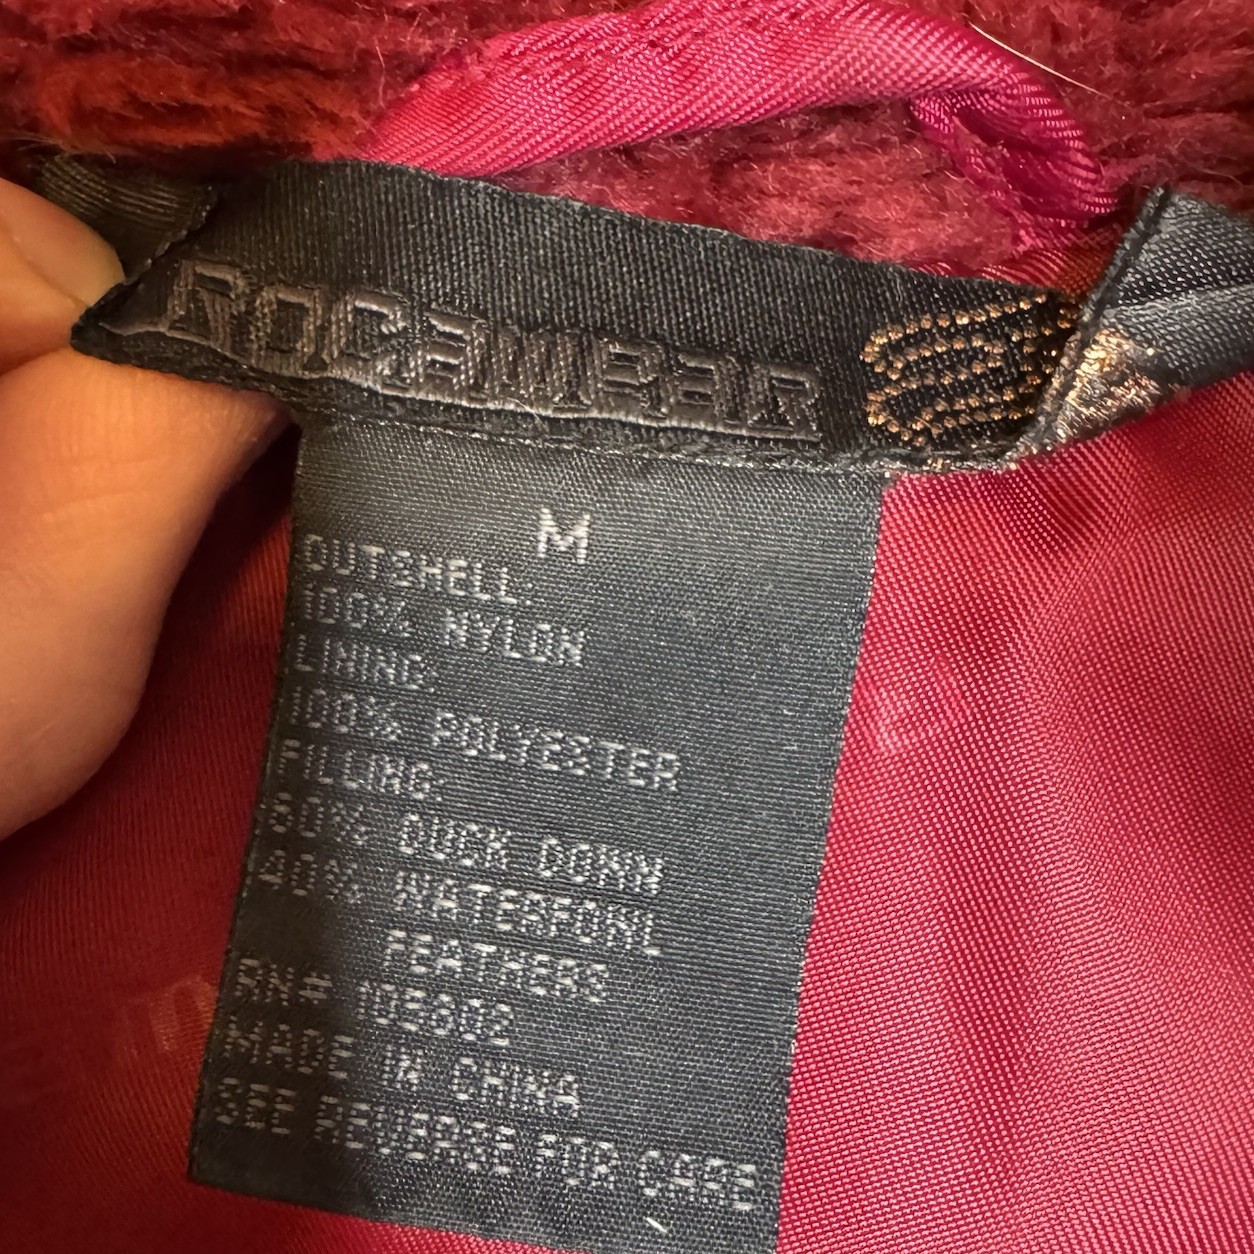 ROCAWEAR
M
OUTSHELL:
100% NYLON
LINING:
100% POLYESTER
FILLING:
60% DUCK DOWN
40% WATERFOWL
FEATHERS
RN# 105602
MADE IN CHINA
SEE REVERSE FOR CARE